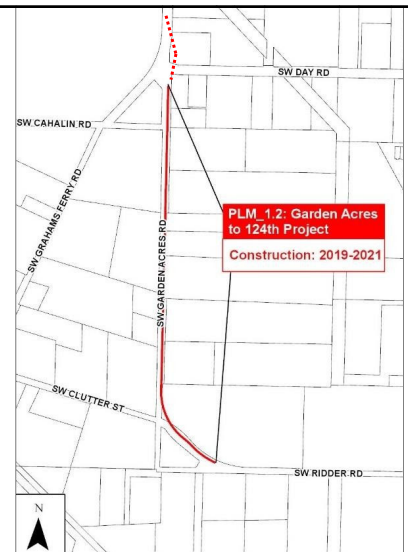 SW DAY RD
SW CAHALIN RD
SW GRAHAMS FERRY RD
PLM_1.2: Garden Acres
to 124th Project
Construction: 2019-2021
SW GARDEN ACRES RD
SW CLUTTER ST
SW RIDDER RD
N